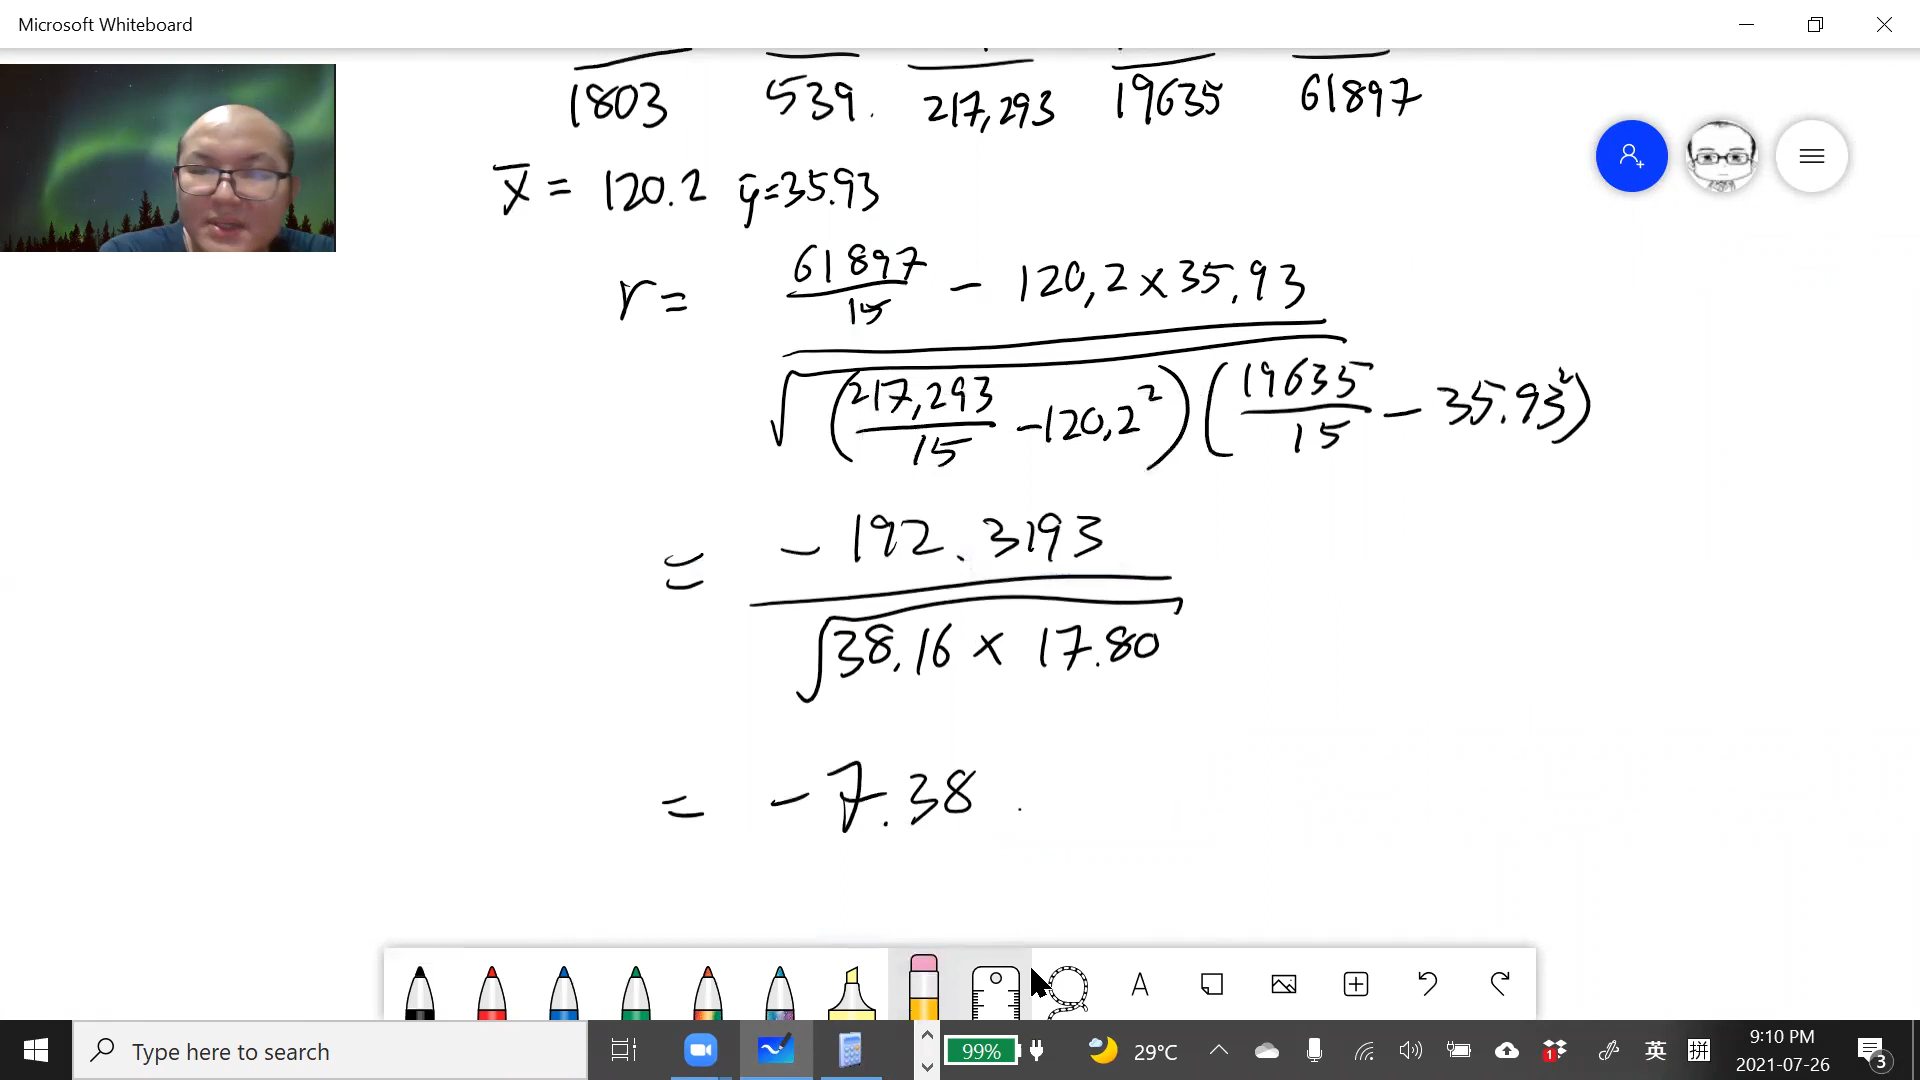 Microsoft Whiteboard
1803 539. 217,293 19635 61897
x̄ = 120.2 ȳ=35.93
r = 61897/15 - 120,2 x 35.93
√(217,293/15 - 120,2²)(19635/15 - 35.93²)
= -192.3193
√38.16 x 17.80
= -7.38
A
Type here to search
99%
29°C
1
英
拼
9:10 PM
2021-07-26
3